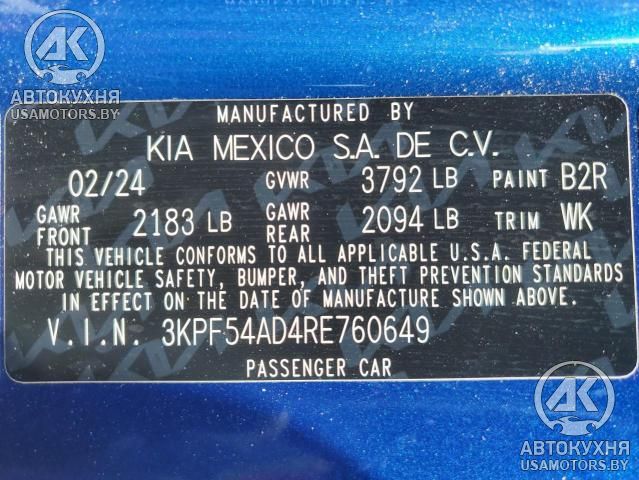 АК
АВТОКУХНЯ
USAMOTORS.BY
MANUFACTURED BY
KIA MEXICO S.A. DE C.V.
02/24 GVWR 3792 LB PAINT B2R
GAWR FRONT 2183 LB GAWR REAR 2094 LB TRIM WK
THIS VEHICLE CONFORMS TO ALL APPLICABLE U.S.A. FEDERAL
MOTOR VEHICLE SAFETY, BUMPER, AND THEFT PREVENTION STANDARDS
IN EFFECT ON THE DATE OF MANUFACTURE SHOWN ABOVE.
V.I.N. 3KPF54AD4RE760649
PASSENGER CAR
АК
АВТОКУХНЯ
USAMOTORS.BY